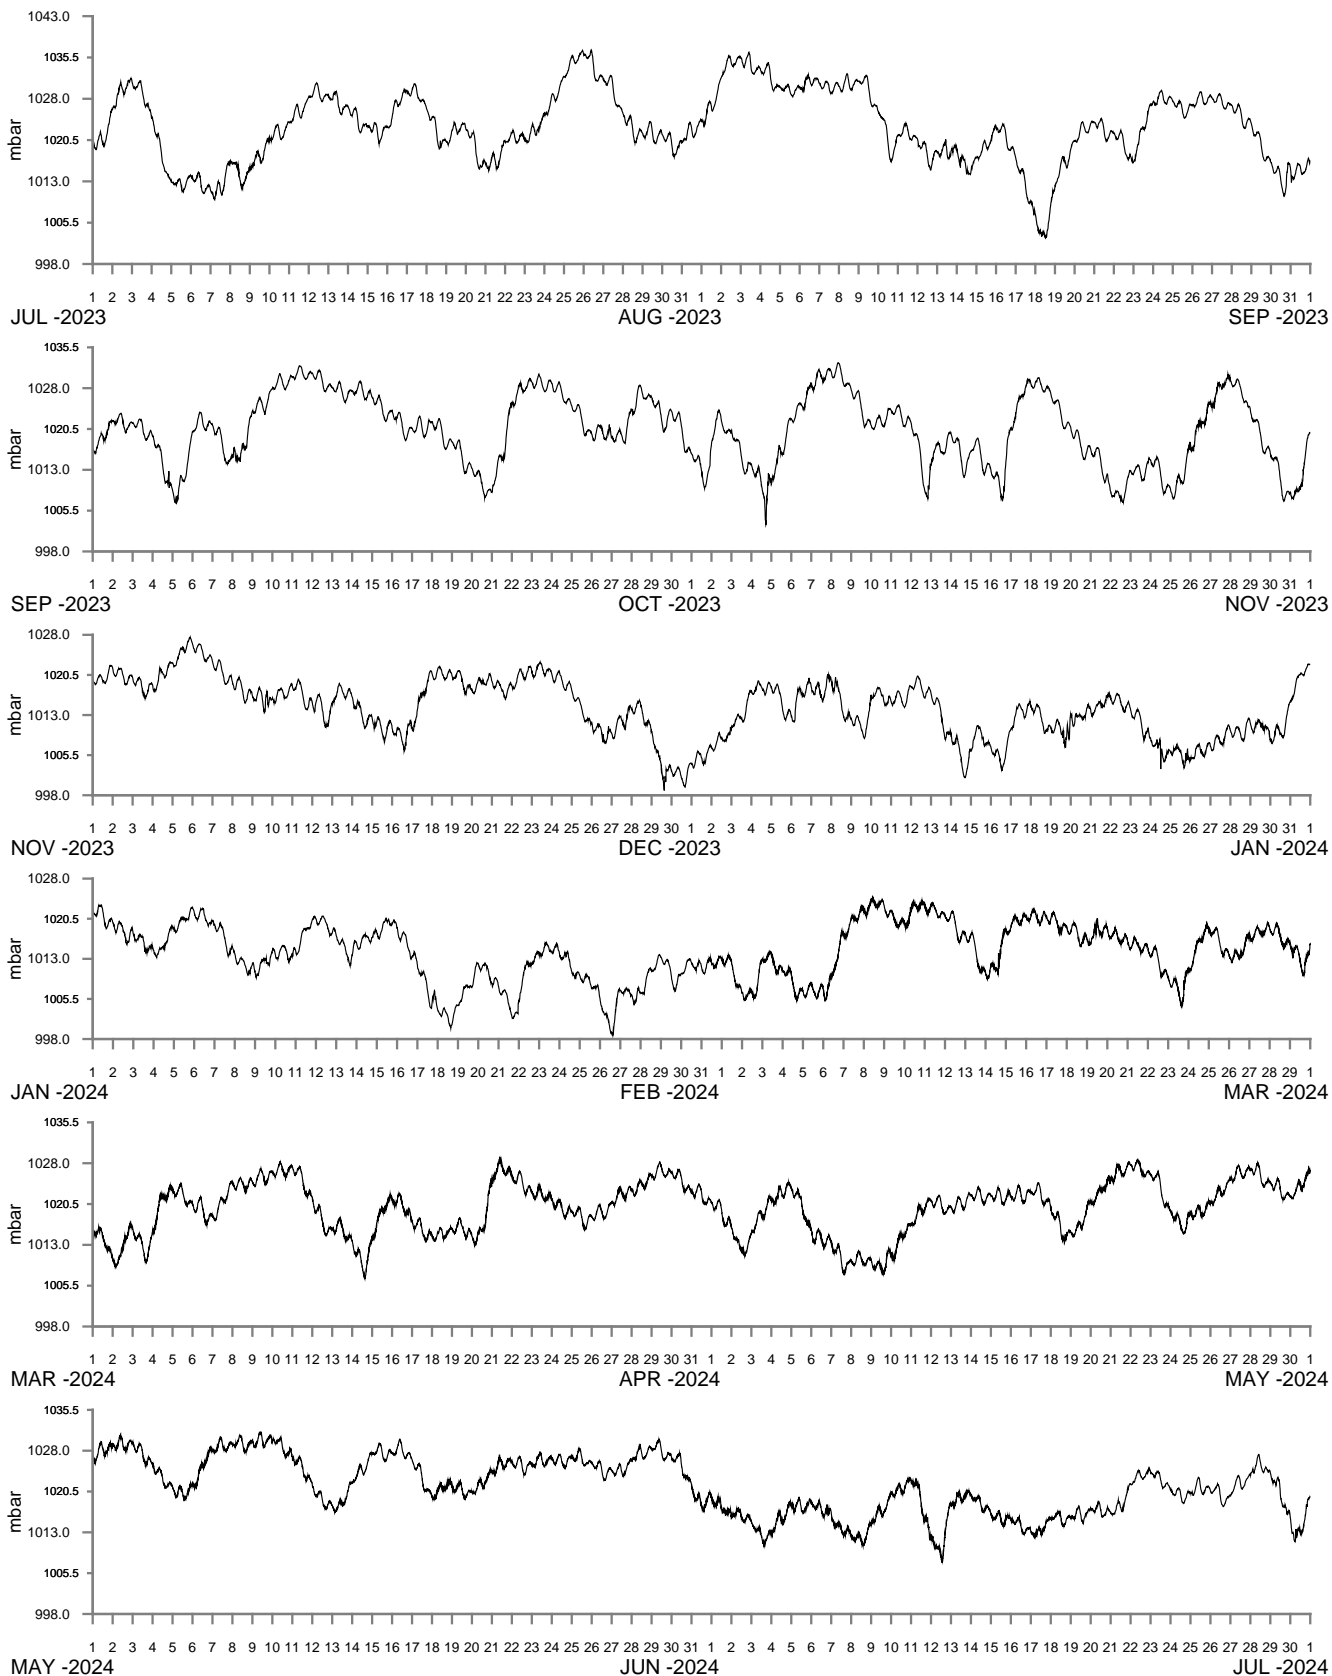 1043.0
1035.5
1028.0
1020.5
1013.0
1005.5
998.0
mbar
1 2 3 4 5 6 7 8 9 10 11 12 13 14 15 16 17 18 19 20 21 22 23 24 25 26 27 28 29 30 31 1 2 3 4 5 6 7 8 9 10 11 12 13 14 15 16 17 18 19 20 21 22 23 24 25 26 27 28 29 30 31 1
JUL -2023 AUG -2023 SEP -2023
1035.5
1028.0
1020.5
1013.0
1005.5
998.0
mbar
1 2 3 4 5 6 7 8 9 10 11 12 13 14 15 16 17 18 19 20 21 22 23 24 25 26 27 28 29 30 1 2 3 4 5 6 7 8 9 10 11 12 13 14 15 16 17 18 19 20 21 22 23 24 25 26 27 28 29 30 31 1
SEP -2023 OCT -2023 NOV -2023
1028.0
1020.5
1013.0
1005.5
998.0
mbar
1 2 3 4 5 6 7 8 9 10 11 12 13 14 15 16 17 18 19 20 21 22 23 24 25 26 27 28 29 30 1 2 3 4 5 6 7 8 9 10 11 12 13 14 15 16 17 18 19 20 21 22 23 24 25 26 27 28 29 30 31 1
NOV -2023 DEC -2023 JAN -2024
1028.0
1020.5
1013.0
1005.5
998.0
mbar
1 2 3 4 5 6 7 8 9 10 11 12 13 14 15 16 17 18 19 20 21 22 23 24 25 26 27 28 29 30 31 1 2 3 4 5 6 7 8 9 10 11 12 13 14 15 16 17 18 19 20 21 22 23 24 25 26 27 28 29 1
JAN -2024 FEB -2024 MAR -2024
1035.5
1028.0
1020.5
1013.0
1005.5
998.0
mbar
1 2 3 4 5 6 7 8 9 10 11 12 13 14 15 16 17 18 19 20 21 22 23 24 25 26 27 28 29 30 31 1 2 3 4 5 6 7 8 9 10 11 12 13 14 15 16 17 18 19 20 21 22 23 24 25 26 27 28 29 30 1
MAR -2024 APR -2024 MAY -2024
1035.5
1028.0
1020.5
1013.0
1005.5
998.0
mbar
1 2 3 4 5 6 7 8 9 10 11 12 13 14 15 16 17 18 19 20 21 22 23 24 25 26 27 28 29 30 31 1 2 3 4 5 6 7 8 9 10 11 12 13 14 15 16 17 18 19 20 21 22 23 24 25 26 27 28 29 30 1
MAY -2024 JUN -2024 JUL -2024